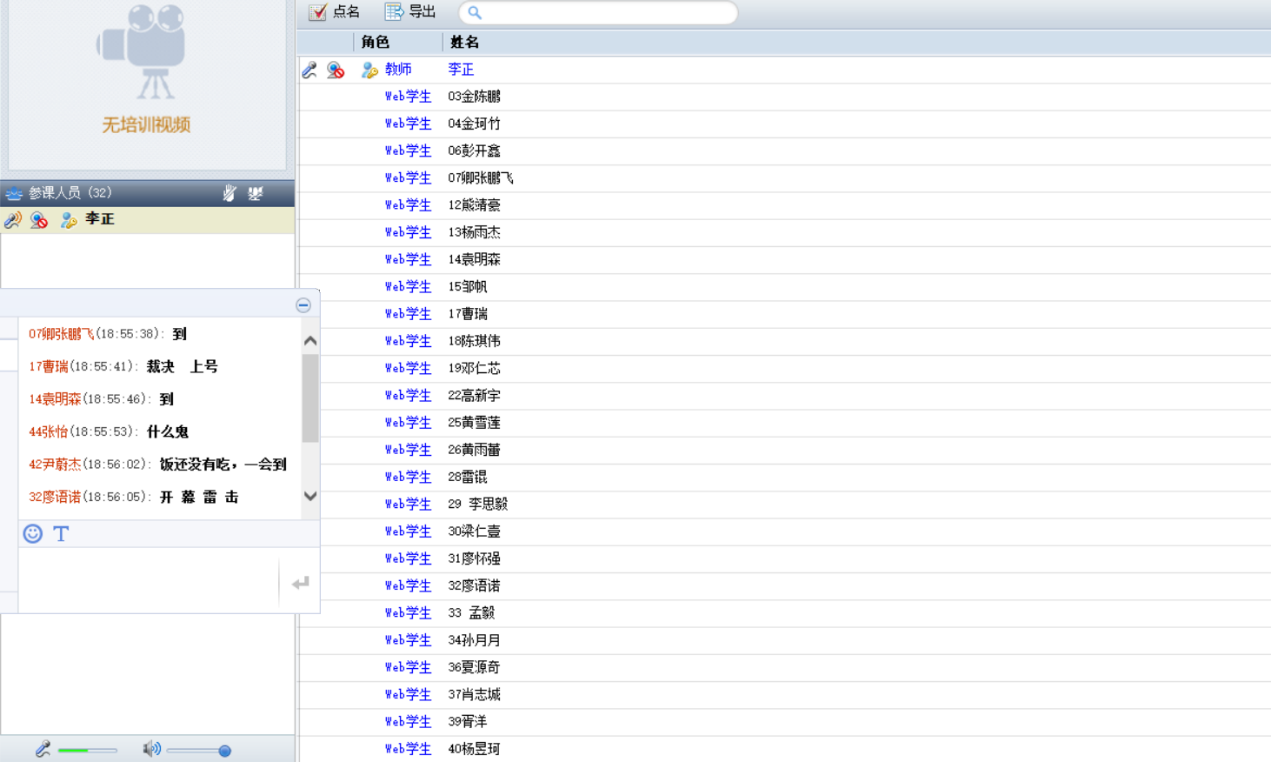 点名 导出
角色 姓名
教师 李正
Web学生 03金陈鹏
Web学生 04金珂竹
Web学生 06彭开鑫
Web学生 07卿张鹏飞
Web学生 12熊靖豪
Web学生 13杨雨杰
Web学生 14袁明森
Web学生 15邹帆
Web学生 17曹瑞
Web学生 18陈琪伟
Web学生 19邓仁芯
Web学生 22高新宇
Web学生 25黄雪莲
Web学生 26黄雨蕾
Web学生 28雷锟
Web学生 29 李思毅
Web学生 30梁仁壹
Web学生 31廖怀强
Web学生 32廖语诺
Web学生 33 孟毅
Web学生 34孙月月
Web学生 36夏源奇
Web学生 37肖志城
Web学生 39胥洋
Web学生 40杨昱珂
无培训视频
参课人员 (32)
李正
07卿张鹏飞(18:55:38): 到
17曹瑞(18:55:41): 裁决 上号
14袁明森(18:55:46): 到
44张怡(18:55:53): 什么鬼
42尹蔚杰(18:56:02): 饭还没有吃，一会到
32廖语诺(18:56:05): 开 幕 雷 击
T